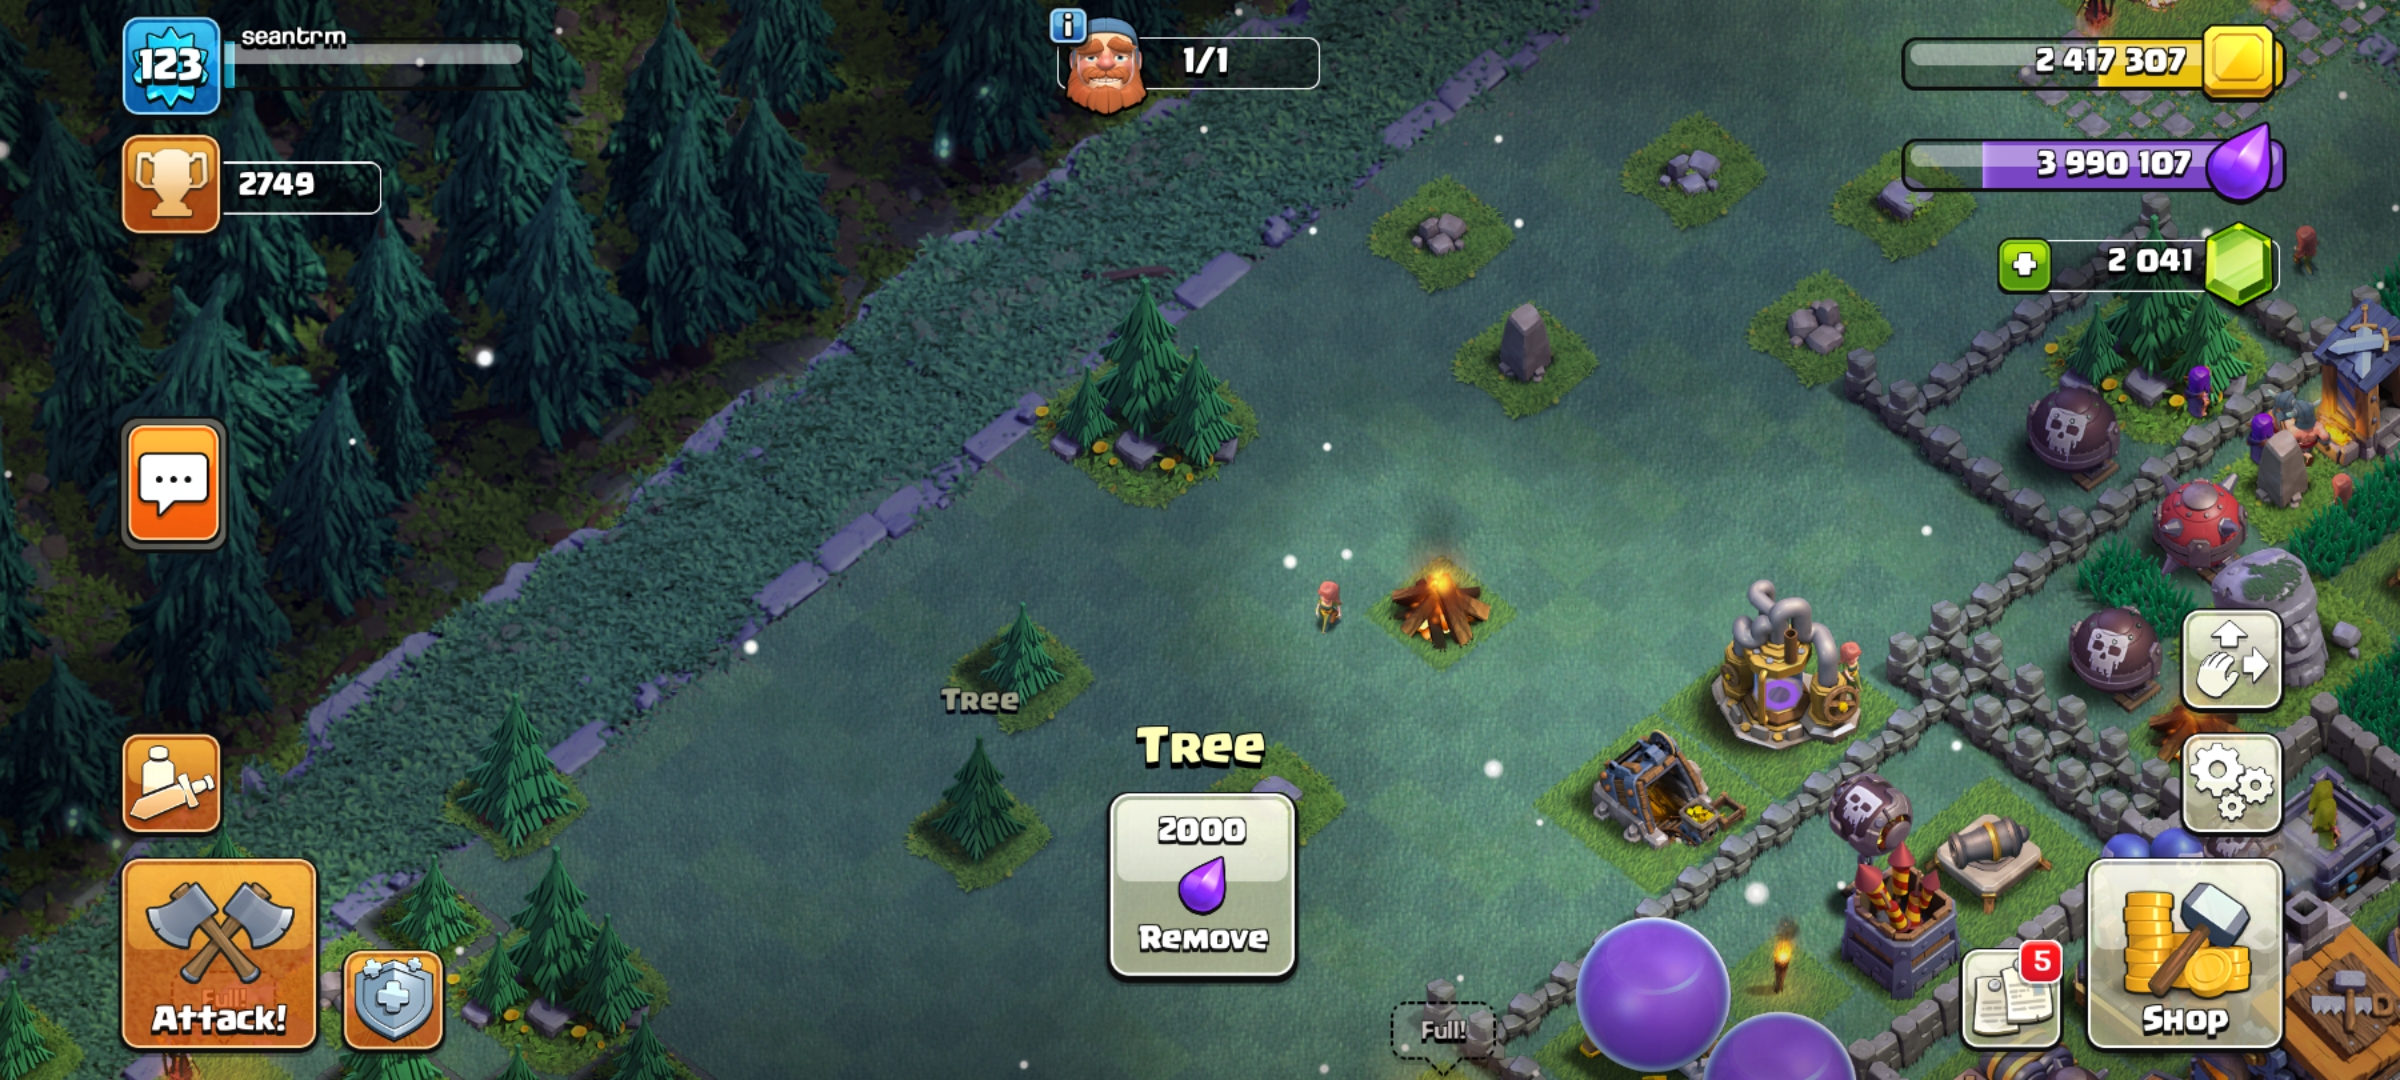 123
seantrm
i
1/1
2 417 307
2749
3 990 107
2 041
Tree
Tree
2000
Remove
Full!
Attack!
5
Full!
Shop